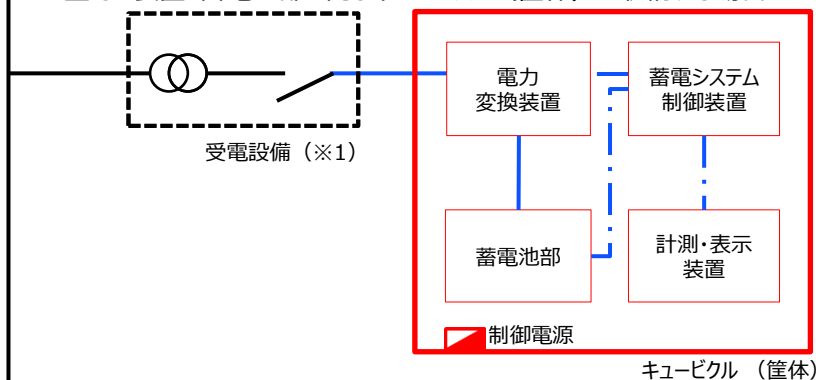 電力
変換装置
蓄電システム
制御装置
受電設備（※1）
蓄電池部
計測・表示
装置
制御電源
キュービクル （筐体）